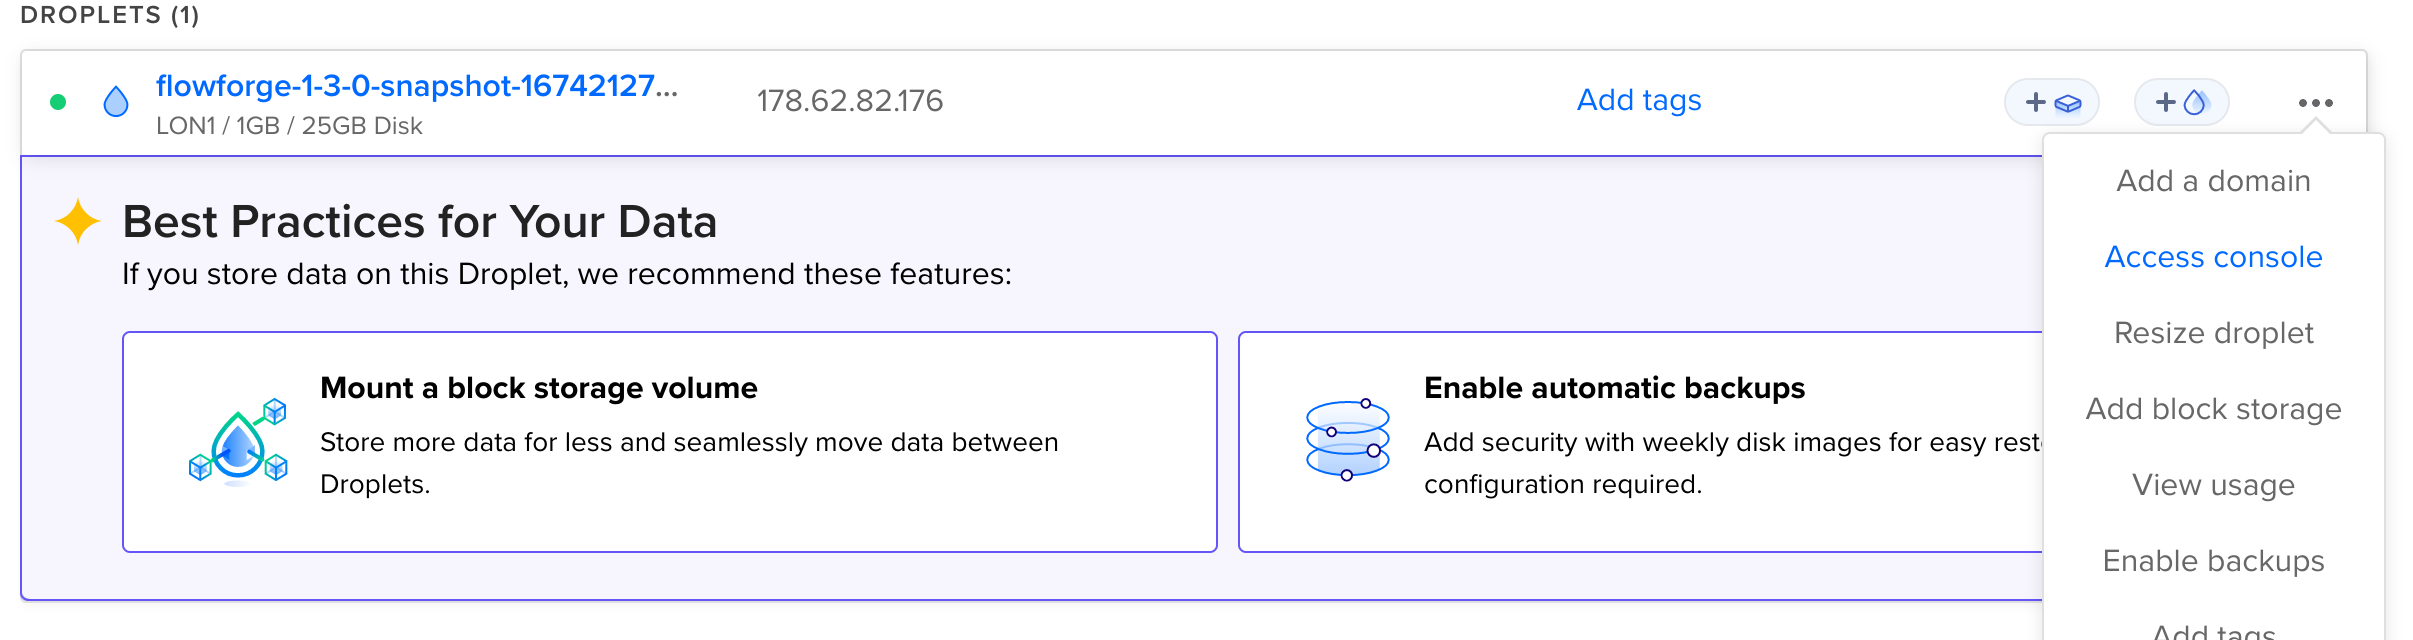 DROPLETS (1)
flowforge-1-3-0-snapshot-16742127...
LON1 / 1GB / 25GB Disk
178.62.82.176
Add tags
Best Practices for Your Data
If you store data on this Droplet, we recommend these features:
Mount a block storage volume
Store more data for less and seamlessly move data between
Droplets.
Enable automatic backups
Add security with weekly disk images for easy rest
configuration required.
Add a domain
Access console
Resize droplet
Add block storage
View usage
Enable backups
Add tags